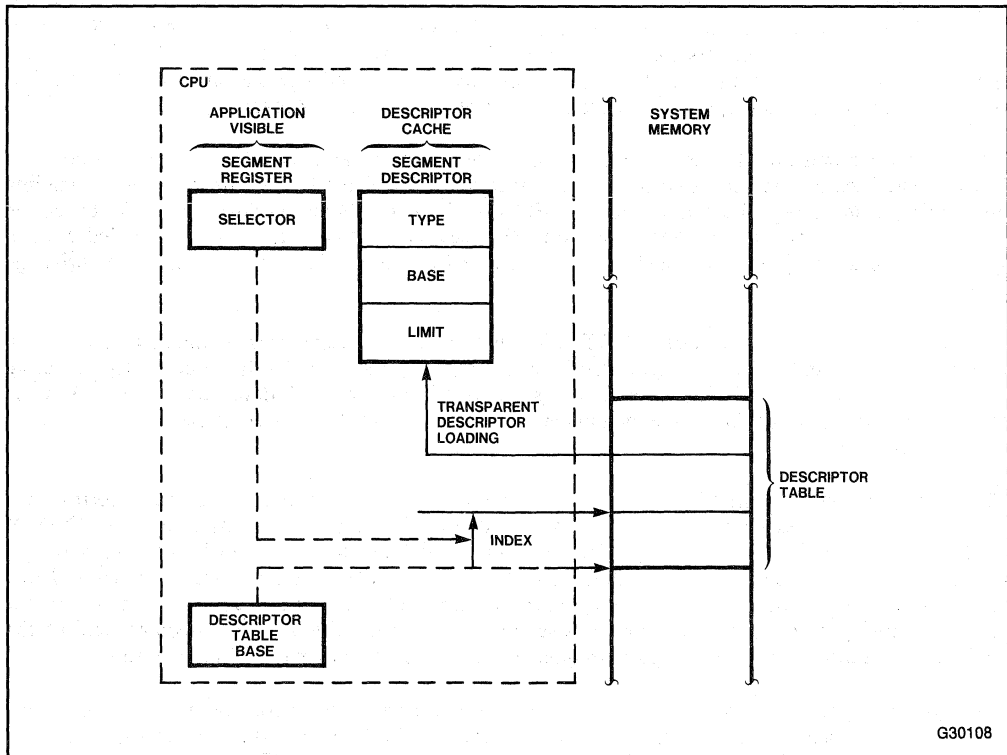 CPU
APPLICATION
VISIBLE
SEGMENT
REGISTER
SELECTOR
DESCRIPTOR
CACHE
SEGMENT
DESCRIPTOR
TYPE
BASE
LIMIT
SYSTEM
MEMORY
TRANSPARENT
DESCRIPTOR
LOADING
DESCRIPTOR
TABLE
INDEX
DESCRIPTOR
TABLE
BASE
G30108